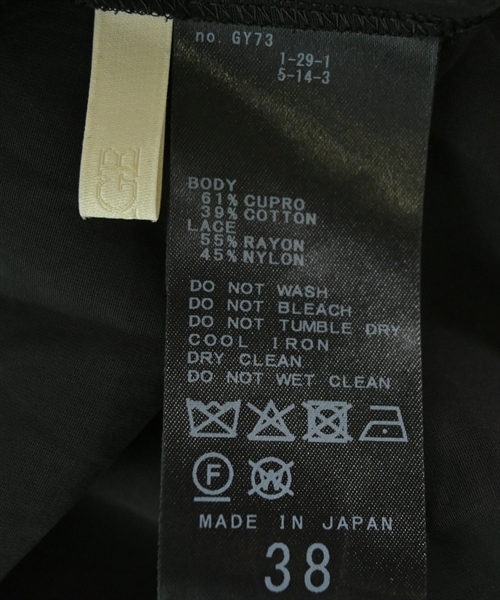 no. GY73
1-29-1
5-14-3
BODY
61% CUPRO
39% COTTON
LACE
55% RAYON
45% NYLON
DO NOT WASH
DO NOT BLEACH
DO NOT TUMBLE DRY
COOL IRON
DRY CLEAN
DO NOT WET CLEAN
F W
MADE IN JAPAN
38